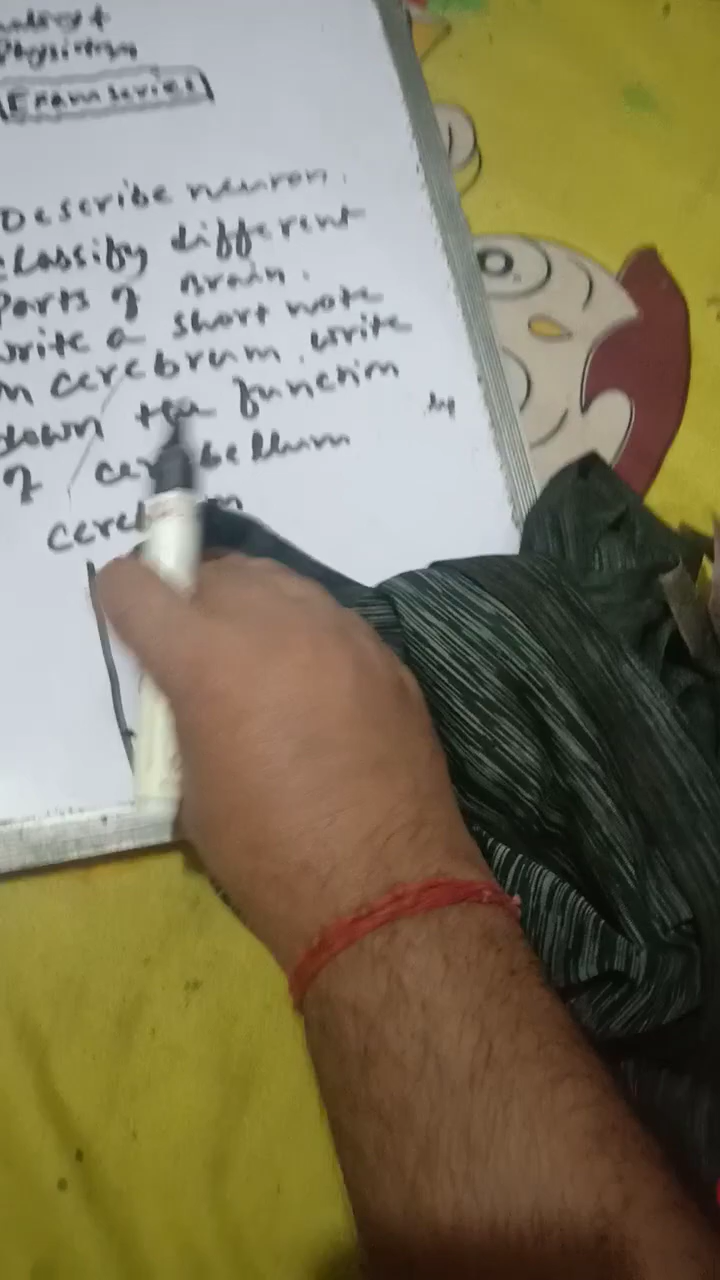 Physiology
Exam series
Describe neuron.
classify different
parts of Brain.
write a short note
on cerebrum. write
down the function
of cerebellum